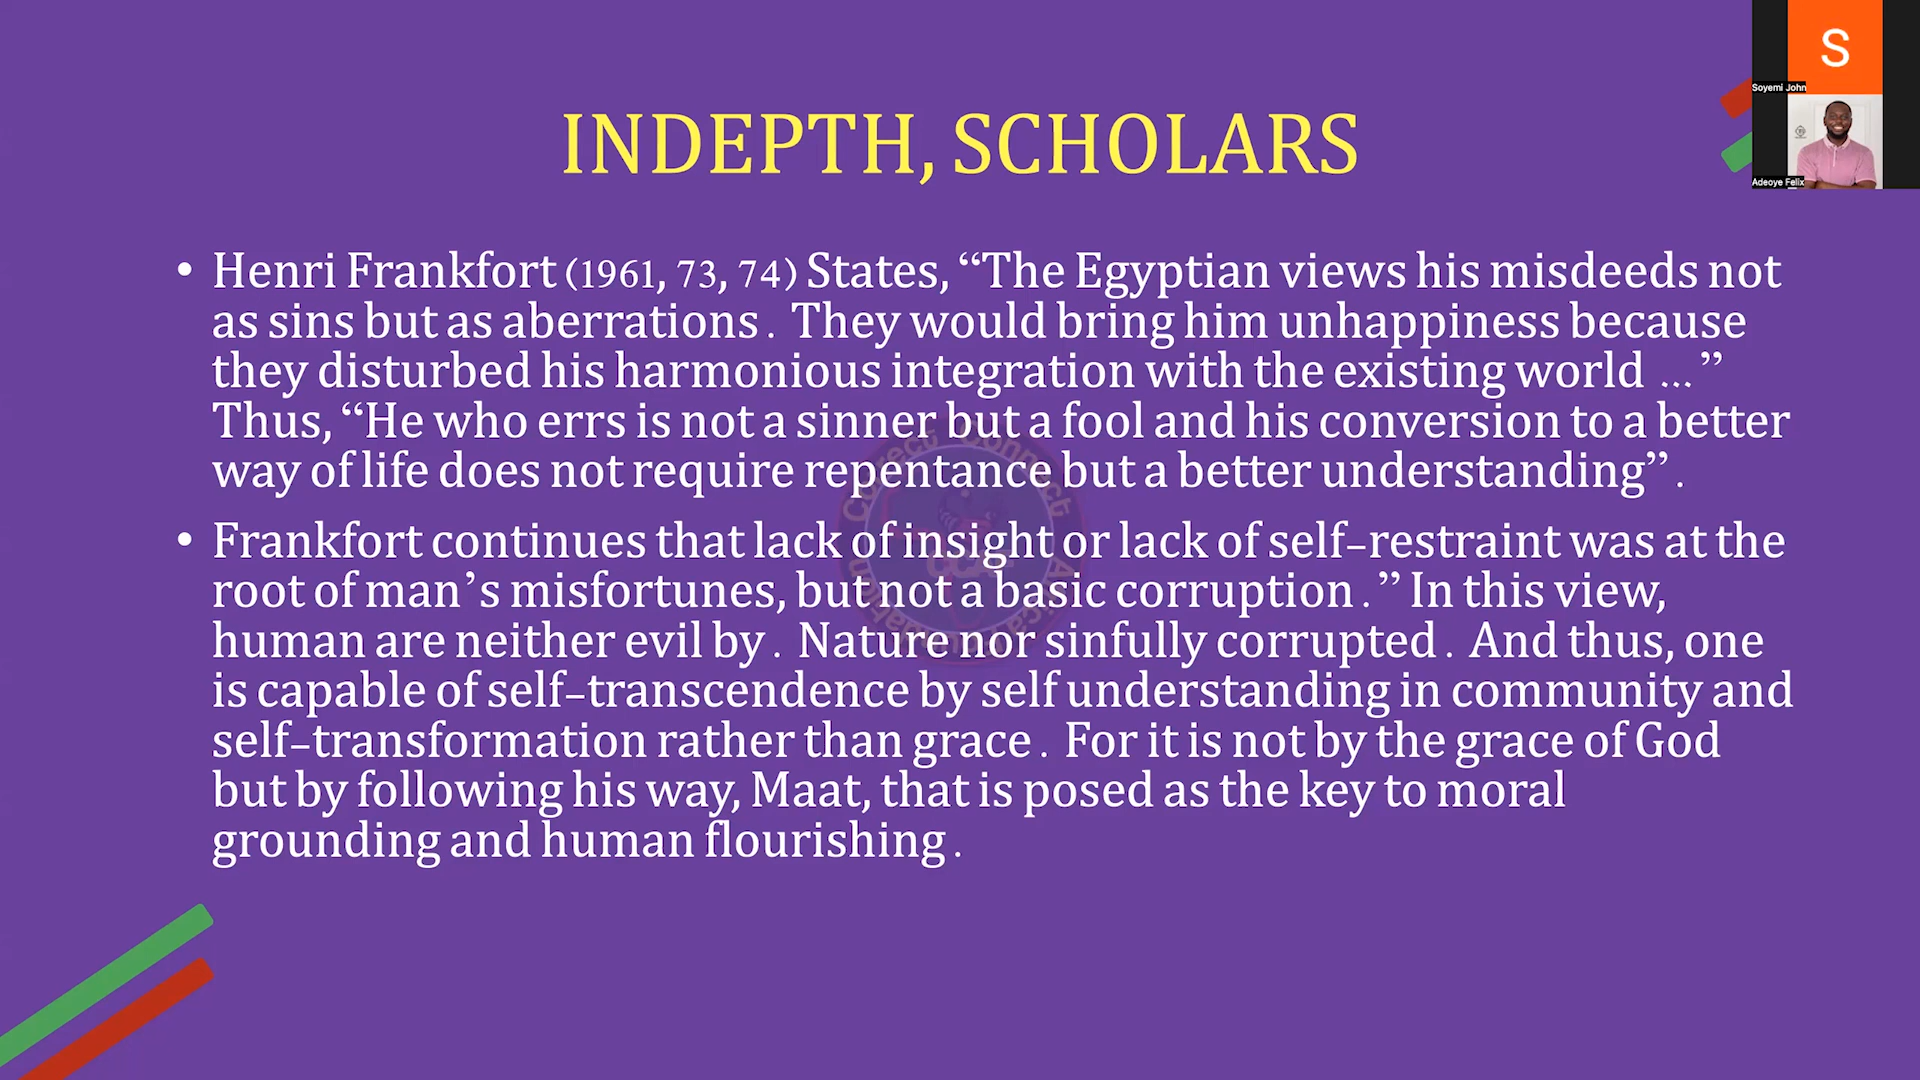 S
Soyemi John
Adeoye Felix
INDEPTH, SCHOLARS
• Henri Frankfort (1961, 73, 74) States, “The Egyptian views his misdeeds not
as sins but as aberrations. They would bring him unhappiness because
they disturbed his harmonious integration with the existing world …”
Thus, “He who errs is not a sinner but a fool and his conversion to a better
way of life does not require repentance but a better understanding”.
• Frankfort continues that lack of insight or lack of self–restraint was at the
root of man’s misfortunes, but not a basic corruption.” In this view,
human are neither evil by. Nature nor sinfully corrupted. And thus, one
is capable of self–transcendence by self understanding in community and
self–transformation rather than grace. For it is not by the grace of God
but by following his way, Maat, that is posed as the key to moral
grounding and human flourishing.